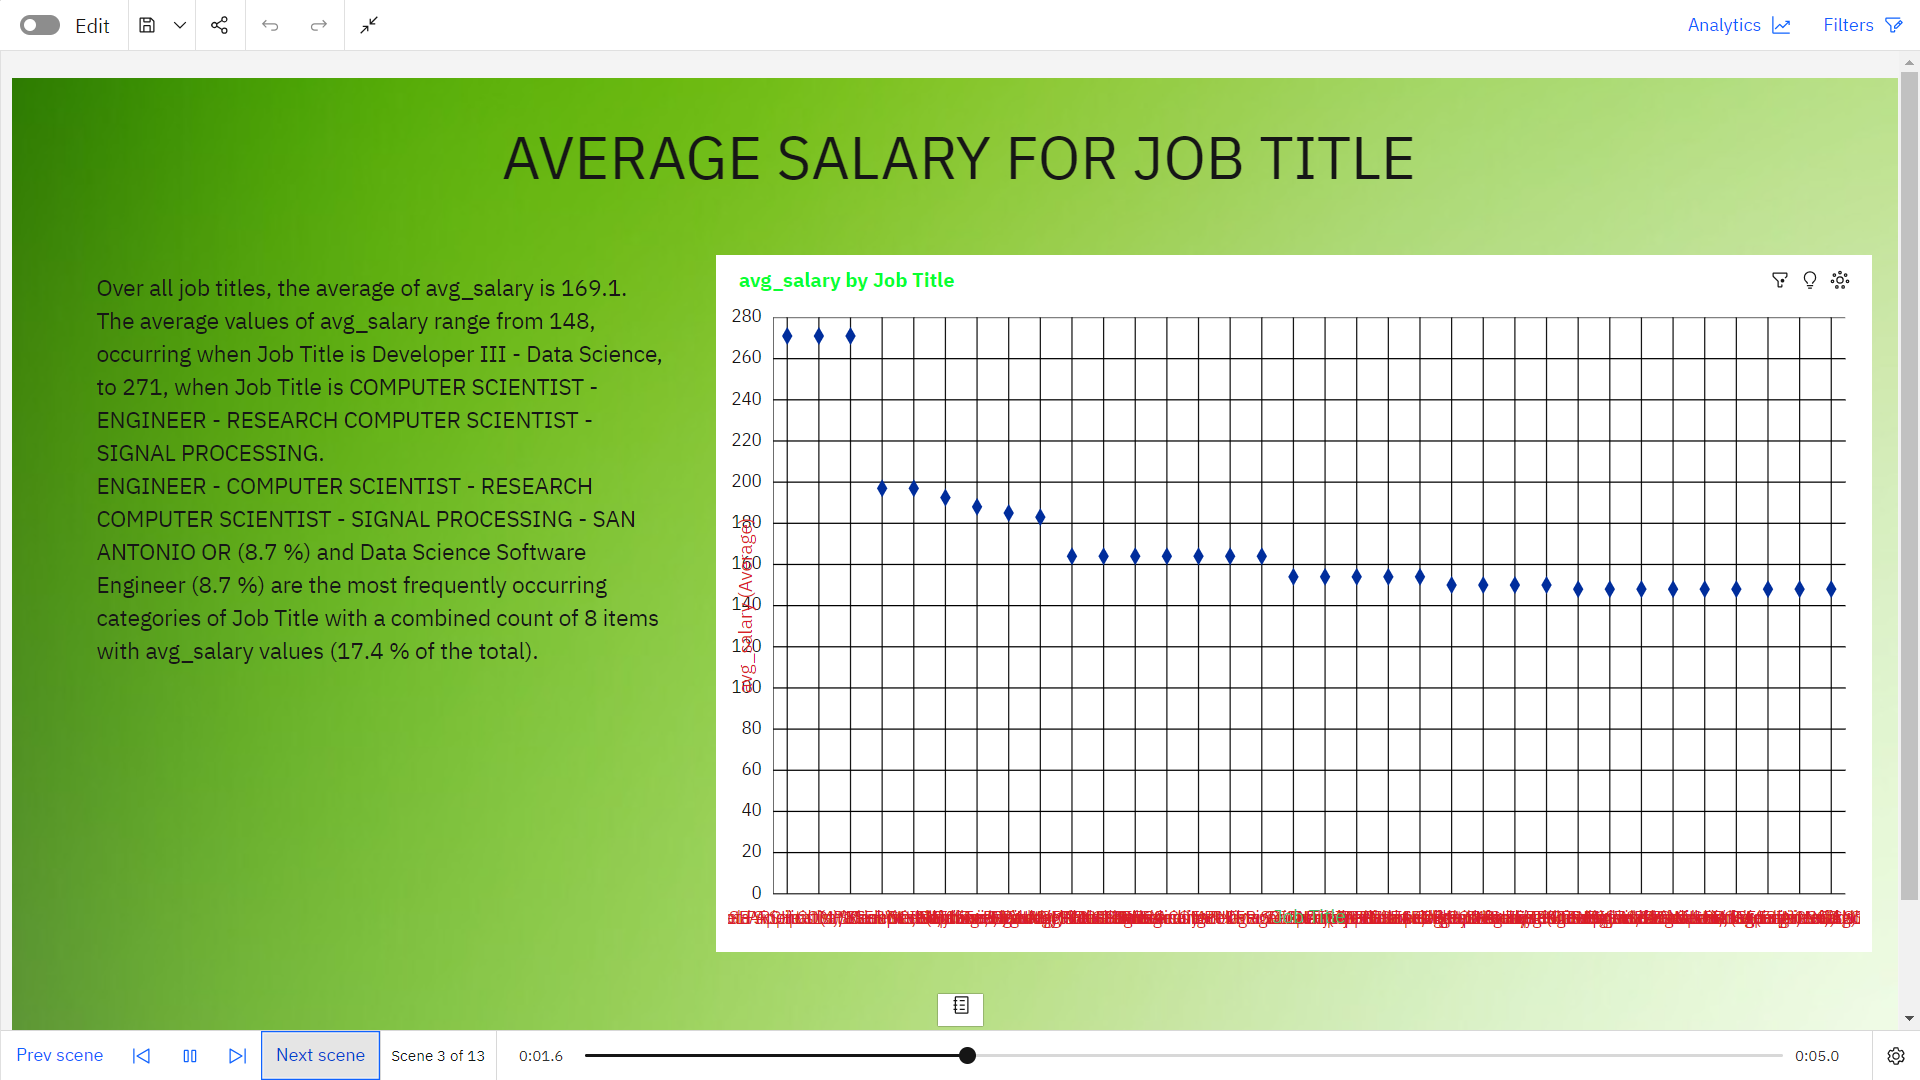 Edit
Analytics
Filters
AVERAGE SALARY FOR JOB TITLE
Over all job titles, the average of avg_salary is 169.1.
The average values of avg_salary range from 148,
occurring when Job Title is Developer III - Data Science,
to 271, when Job Title is COMPUTER SCIENTIST -
ENGINEER - RESEARCH COMPUTER SCIENTIST -
SIGNAL PROCESSING.
ENGINEER - COMPUTER SCIENTIST - RESEARCH
COMPUTER SCIENTIST - SIGNAL PROCESSING - SAN
ANTONIO OR (8.7 %) and Data Science Software
Engineer (8.7 %) are the most frequently occurring
categories of Job Title with a combined count of 8 items
with avg_salary values (17.4 % of the total).
avg_salary by Job Title
280
260
240
220
200
180
160
140
120
100
80
60
40
20
0
avg_salary (Average)
Job Title
Prev scene
Next scene
Scene 3 of 13
0:01.6
0:05.0